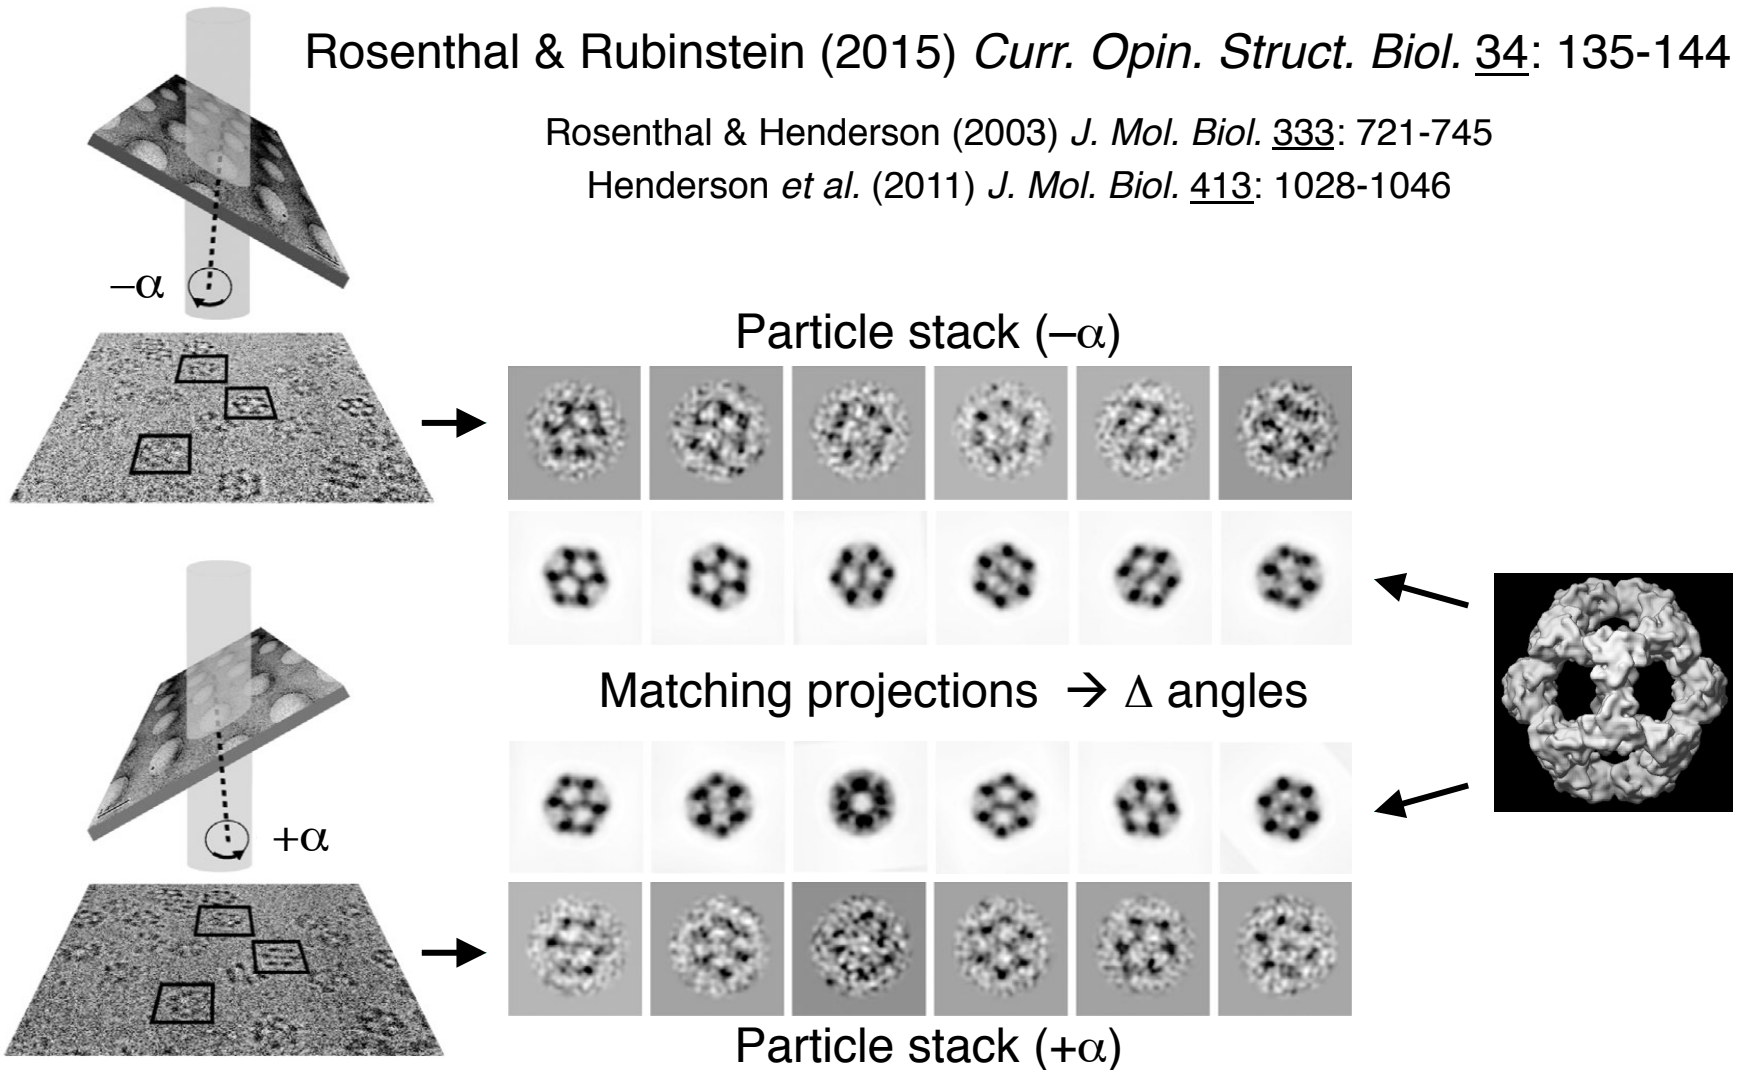 Rosenthal & Rubinstein (2015) Curr. Opin. Struct. Biol. 34: 135-144
Rosenthal & Henderson (2003) J. Mol. Biol. 333: 721-745
Henderson et al. (2011) J. Mol. Biol. 413: 1028-1046
–α
Particle stack (–α)
Matching projections → Δ angles
+α
Particle stack (+α)